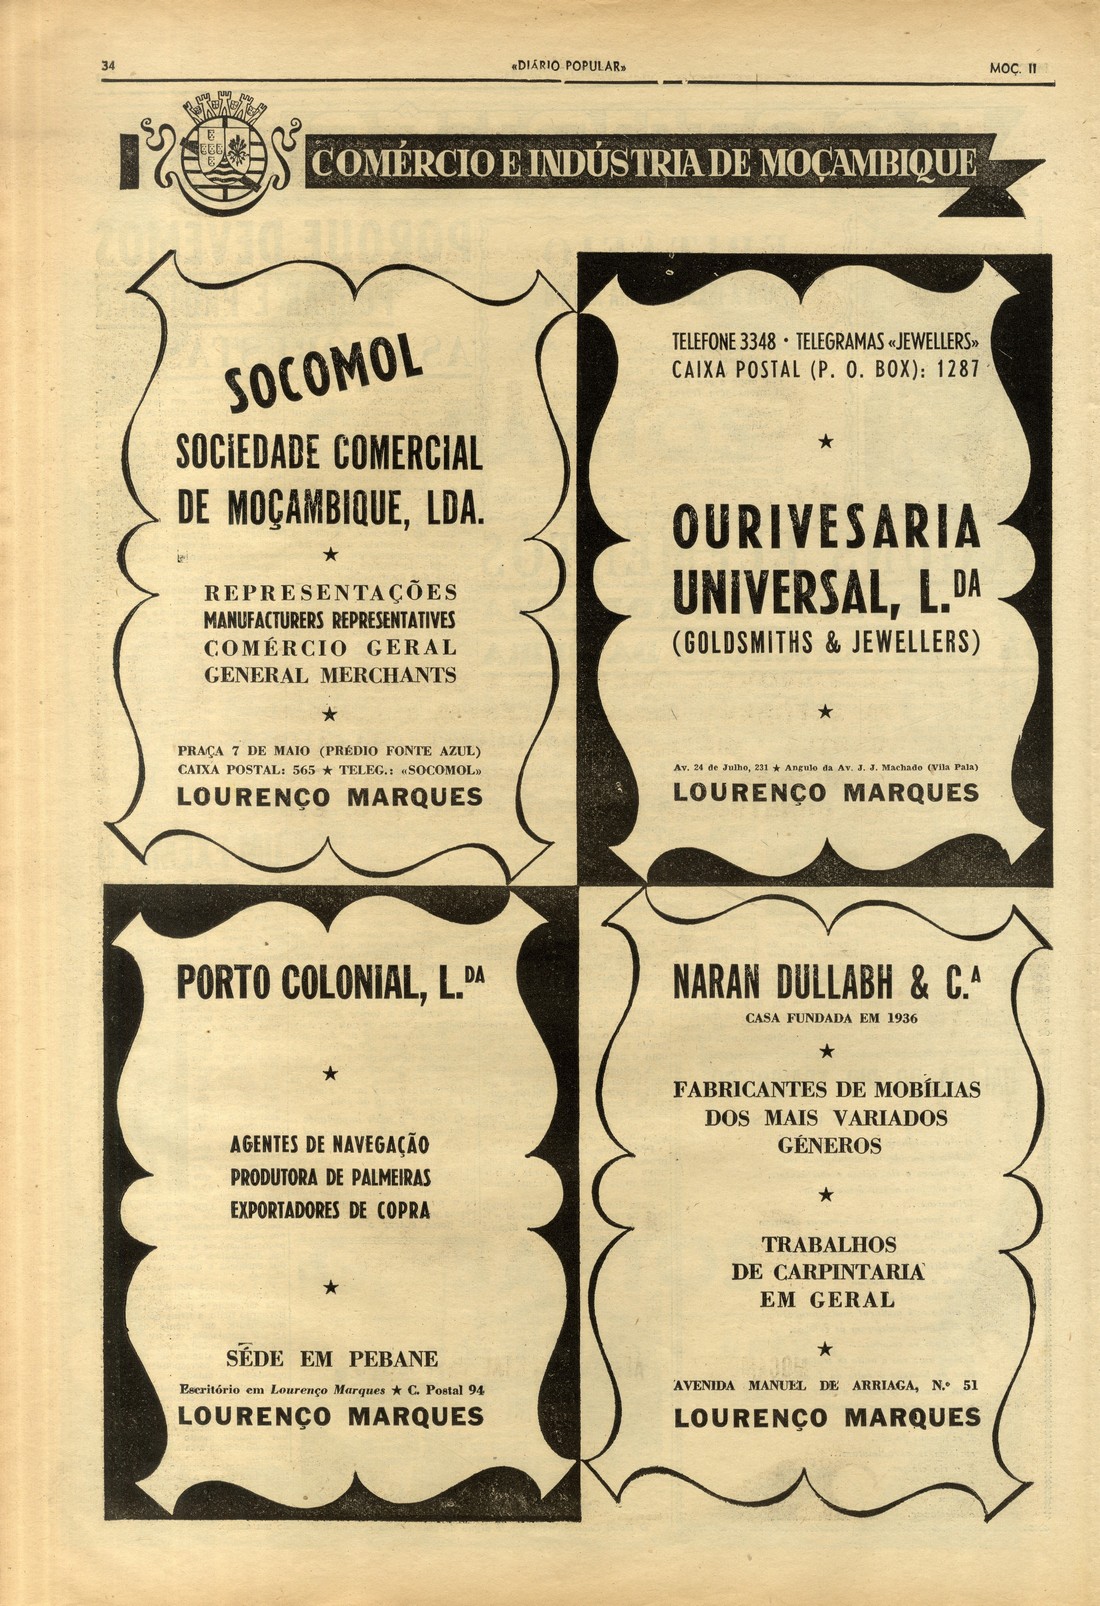 34
«DIÁRIO POPULAR»
MOÇ. II
COMÉRCIO E INDÚSTRIA DE MOÇAMBIQUE
SOCOMOL
SOCIEDADE COMERCIAL
DE MOÇAMBIQUE, LDA.
★
REPRESENTAÇÕES
MANUFACTURERS REPRESENTATIVES
COMÉRCIO GERAL
GENERAL MERCHANTS
★
PRAÇA 7 DE MAIO (PRÉDIO FONTE AZUL)
CAIXA POSTAL: 565 ★ TELEG.: «SOCOMOL»
LOURENÇO MARQUES
TELEFONE 3348 · TELEGRAMAS «JEWELLERS»
CAIXA POSTAL (P. O. BOX): 1287
★
OURIVESARIA
UNIVERSAL, L.DA
(GOLDSMITHS & JEWELLERS)
★
Av. 24 de Julho, 231 ★ Angulo da Av. J. J. Machado (Vila Pala)
LOURENÇO MARQUES
PORTO COLONIAL, L.DA
★
AGENTES DE NAVEGAÇÃO
PRODUTORA DE PALMEIRAS
EXPORTADORES DE COPRA
★
SÉDE EM PEBANE
Escritório em Lourenço Marques ★ C. Postal 94
LOURENÇO MARQUES
NARAN DULLABH & C.A
CASA FUNDADA EM 1936
★
FABRICANTES DE MOBÍLIAS
DOS MAIS VARIADOS
GÉNEROS
★
TRABALHOS
DE CARPINTARIA
EM GERAL
★
AVENIDA MANUEL DE ARRIAGA, N.º 51
LOURENÇO MARQUES